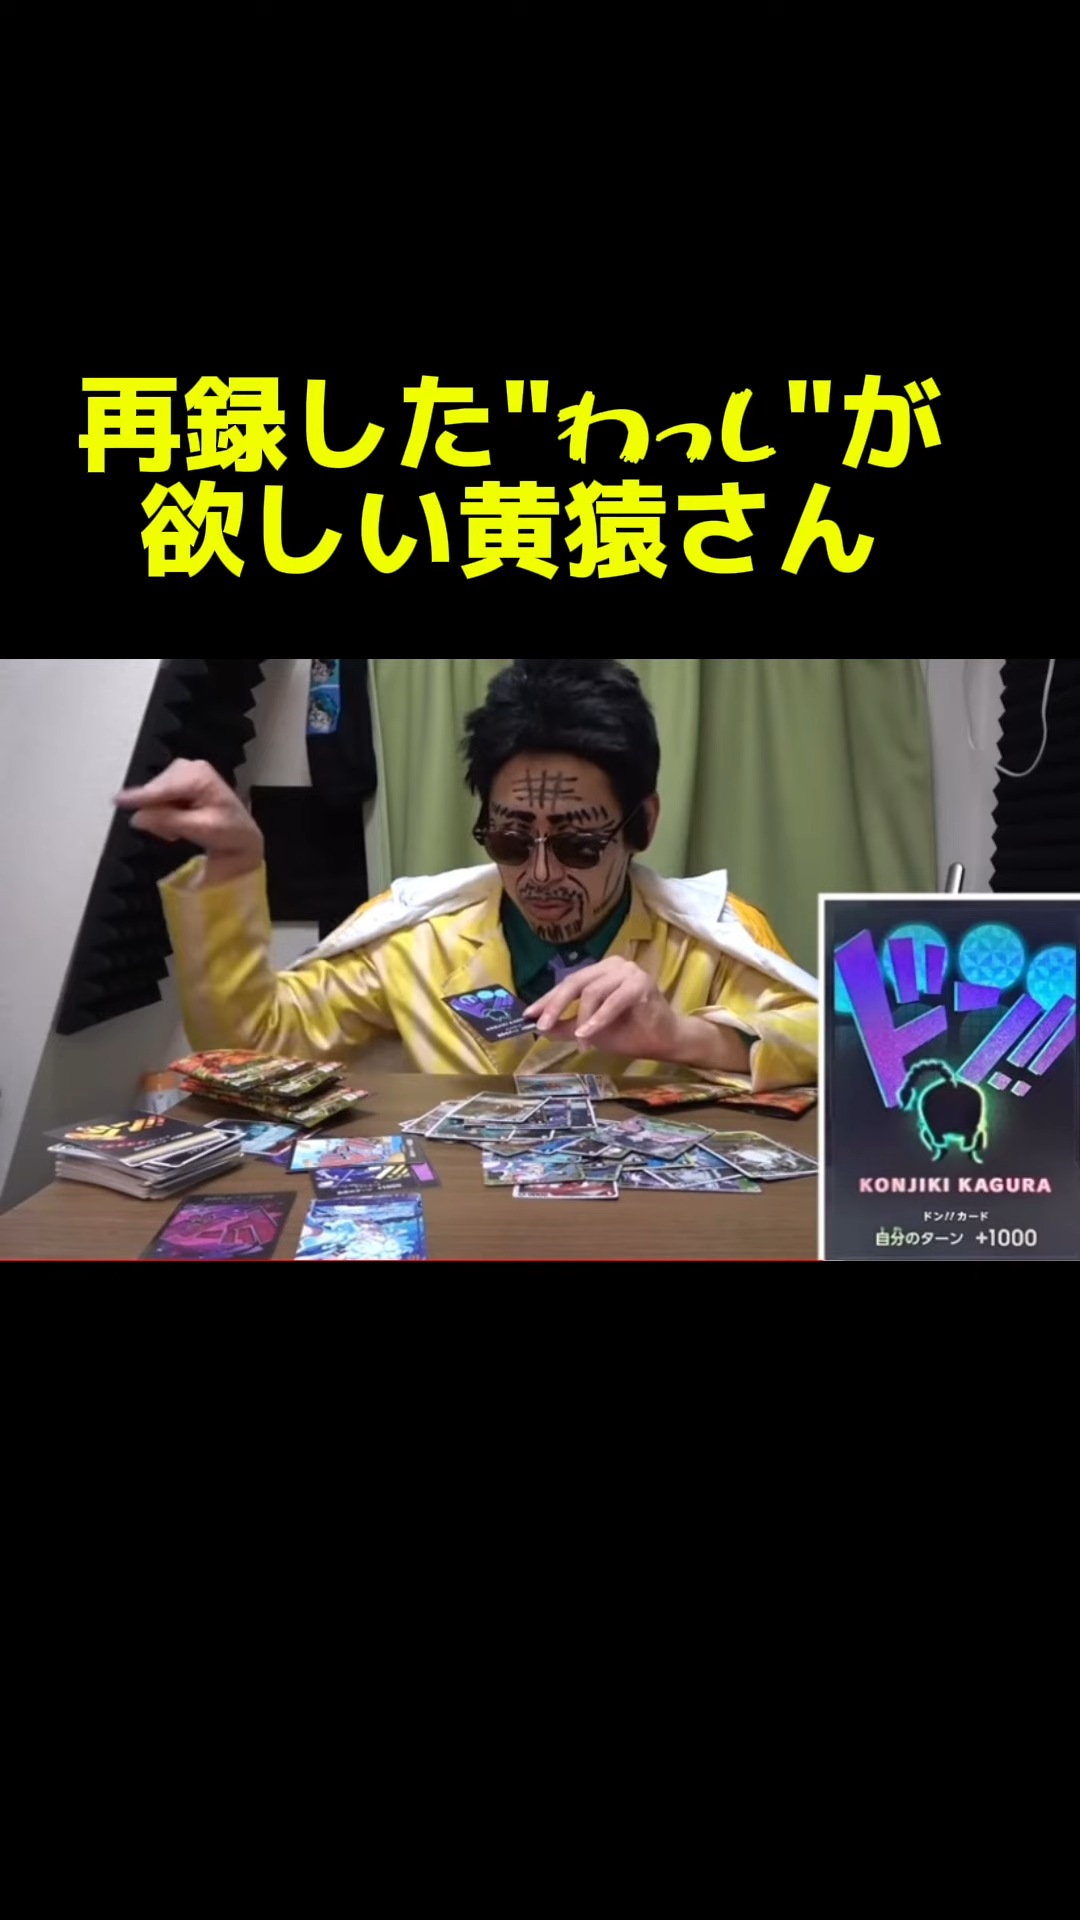 再録した"わっし"が
欲しい黄猿さん
ドン!!
KONJIKI KAGURA
ドン!!カード
自分のターン +1000